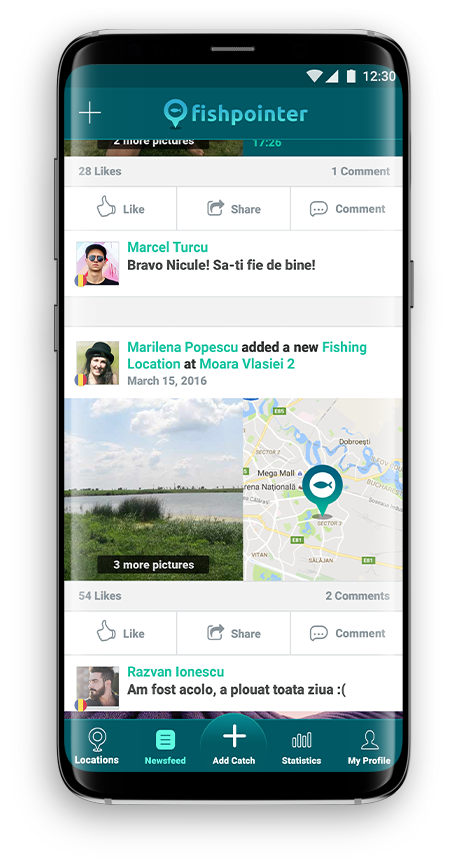 12:30
fishpointer
2 more pictures
17:26
28 Likes
1 Comment
Like
Share
Comment
Marcel Turcu
Bravo Nicule! Sa-ti fie de bine!
Marilena Popescu added a new Fishing
Location at Moara Vlasiei 2
March 15, 2016
E85
SECTOR 2
Dobroești
Mega Mall
Arena Națională
Călărași
SECTOR 3
E81
VITAN
SĂLĂJAN
E81
3 more pictures
54 Likes
2 Comments
Like
Share
Comment
Razvan Ionescu
Am fost acolo, a plouat toata ziua :(
Locations
Newsfeed
Add Catch
Statistics
My Profile